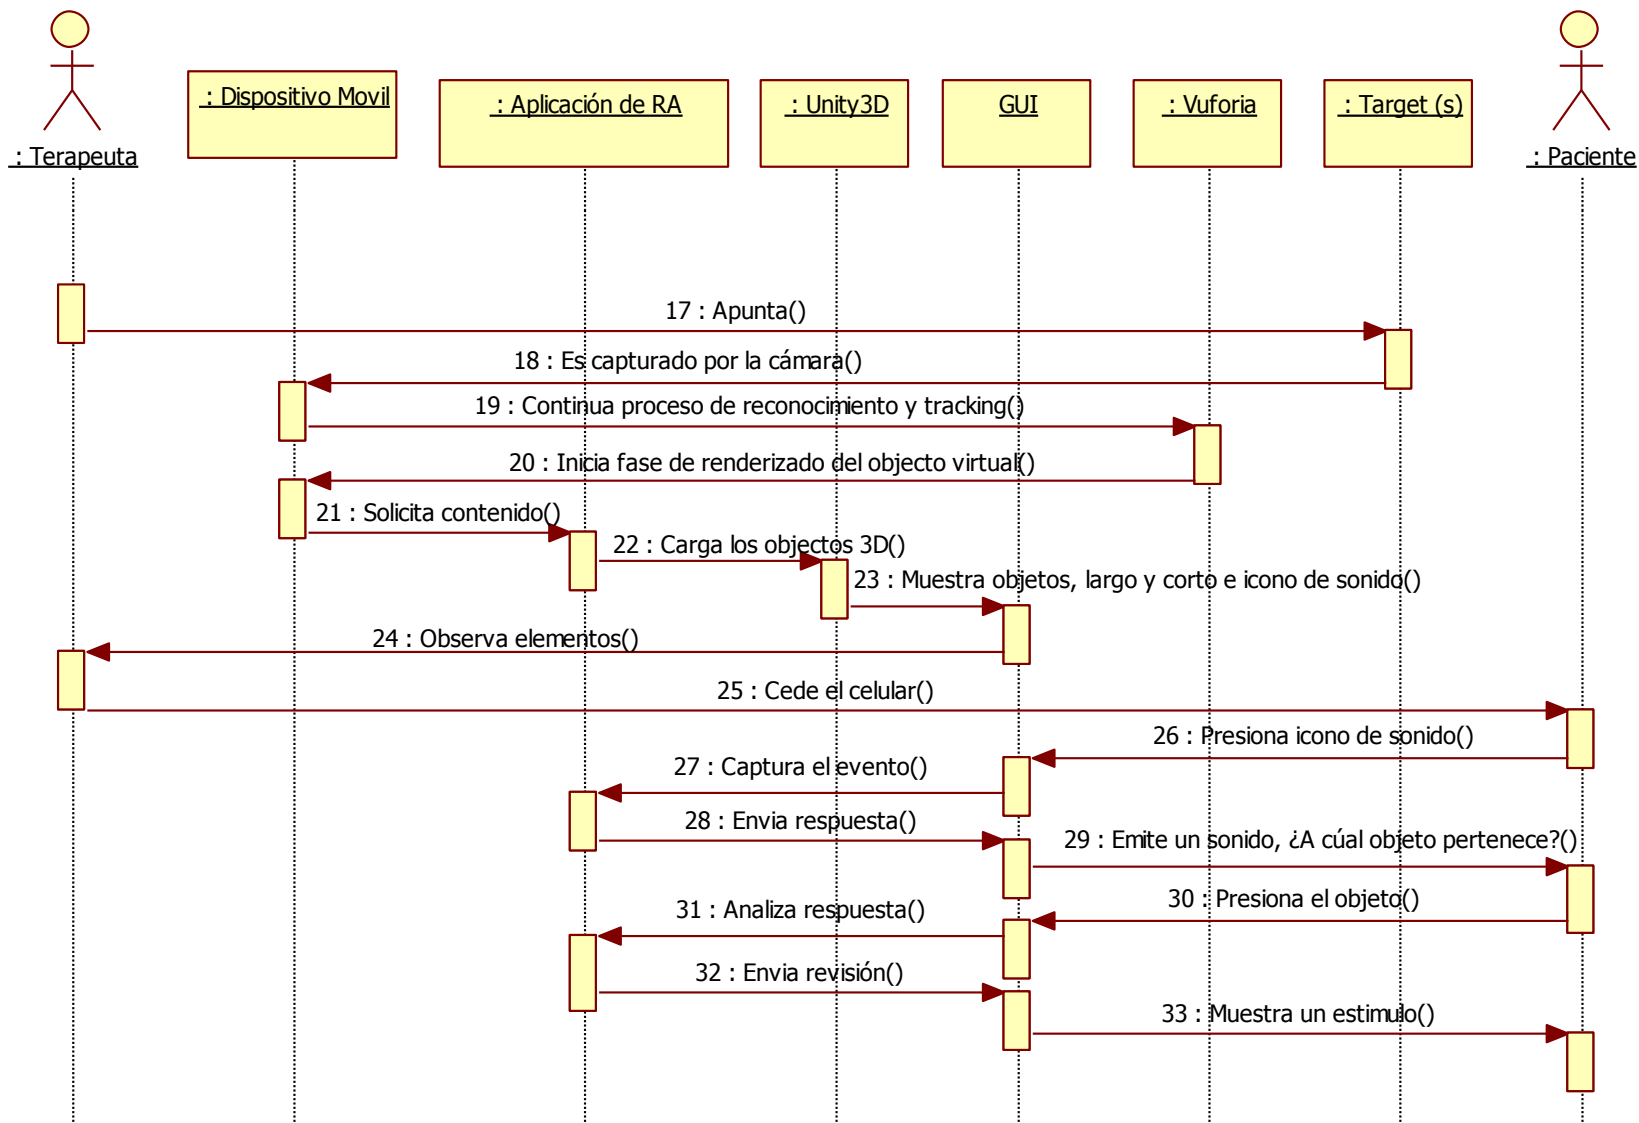 : Terapeuta
: Dispositivo Movil
: Aplicación de RA
: Unity3D
GUI
: Vuforia
: Target (s)
: Paciente
17 : Apunta()
18 : Es capturado por la cámara()
19 : Continua proceso de reconocimiento y tracking()
20 : Inicia fase de renderizado del objecto virtual()
21 : Solicita contenido()
22 : Carga los objectos 3D()
23 : Muestra objetos, largo y corto e icono de sonido()
24 : Observa elementos()
25 : Cede el celular()
26 : Presiona icono de sonido()
27 : Captura el evento()
28 : Envia respuesta()
29 : Emite un sonido, ¿A cúal objeto pertenece?()
30 : Presiona el objeto()
31 : Analiza respuesta()
32 : Envia revisión()
33 : Muestra un estimulo()